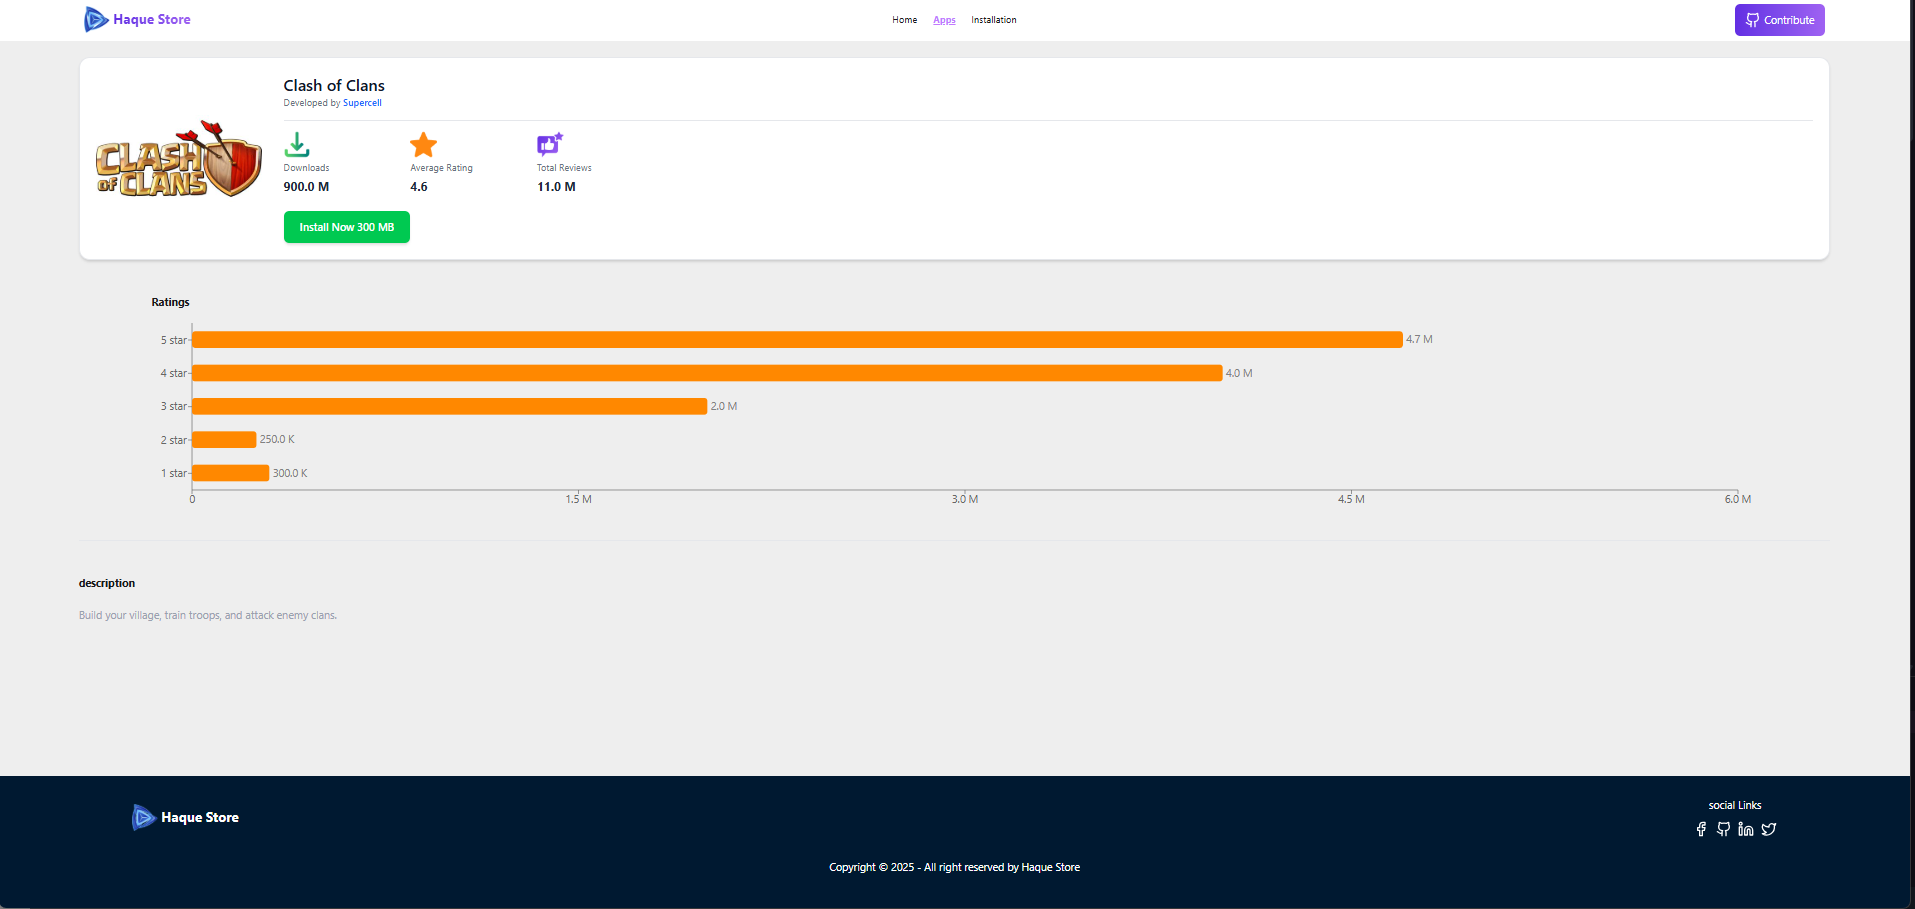 Haque Store
Home Apps Installation
Contribute
CLASH of CLANS
Clash of Clans
Developed by Supercell
Downloads Average Rating Total Reviews
900.0 M 4.6 11.0 M
Install Now 300 MB
Ratings
5 star 4.7 M
4 star 4.0 M
3 star 2.0 M
2 star 250.0 K
1 star 300.0 K
0 1.5 M 3.0 M 4.5 M 6.0 M
description
Build your village, train troops, and attack enemy clans.
Haque Store
social Links
Copyright © 2025 - All right reserved by Haque Store